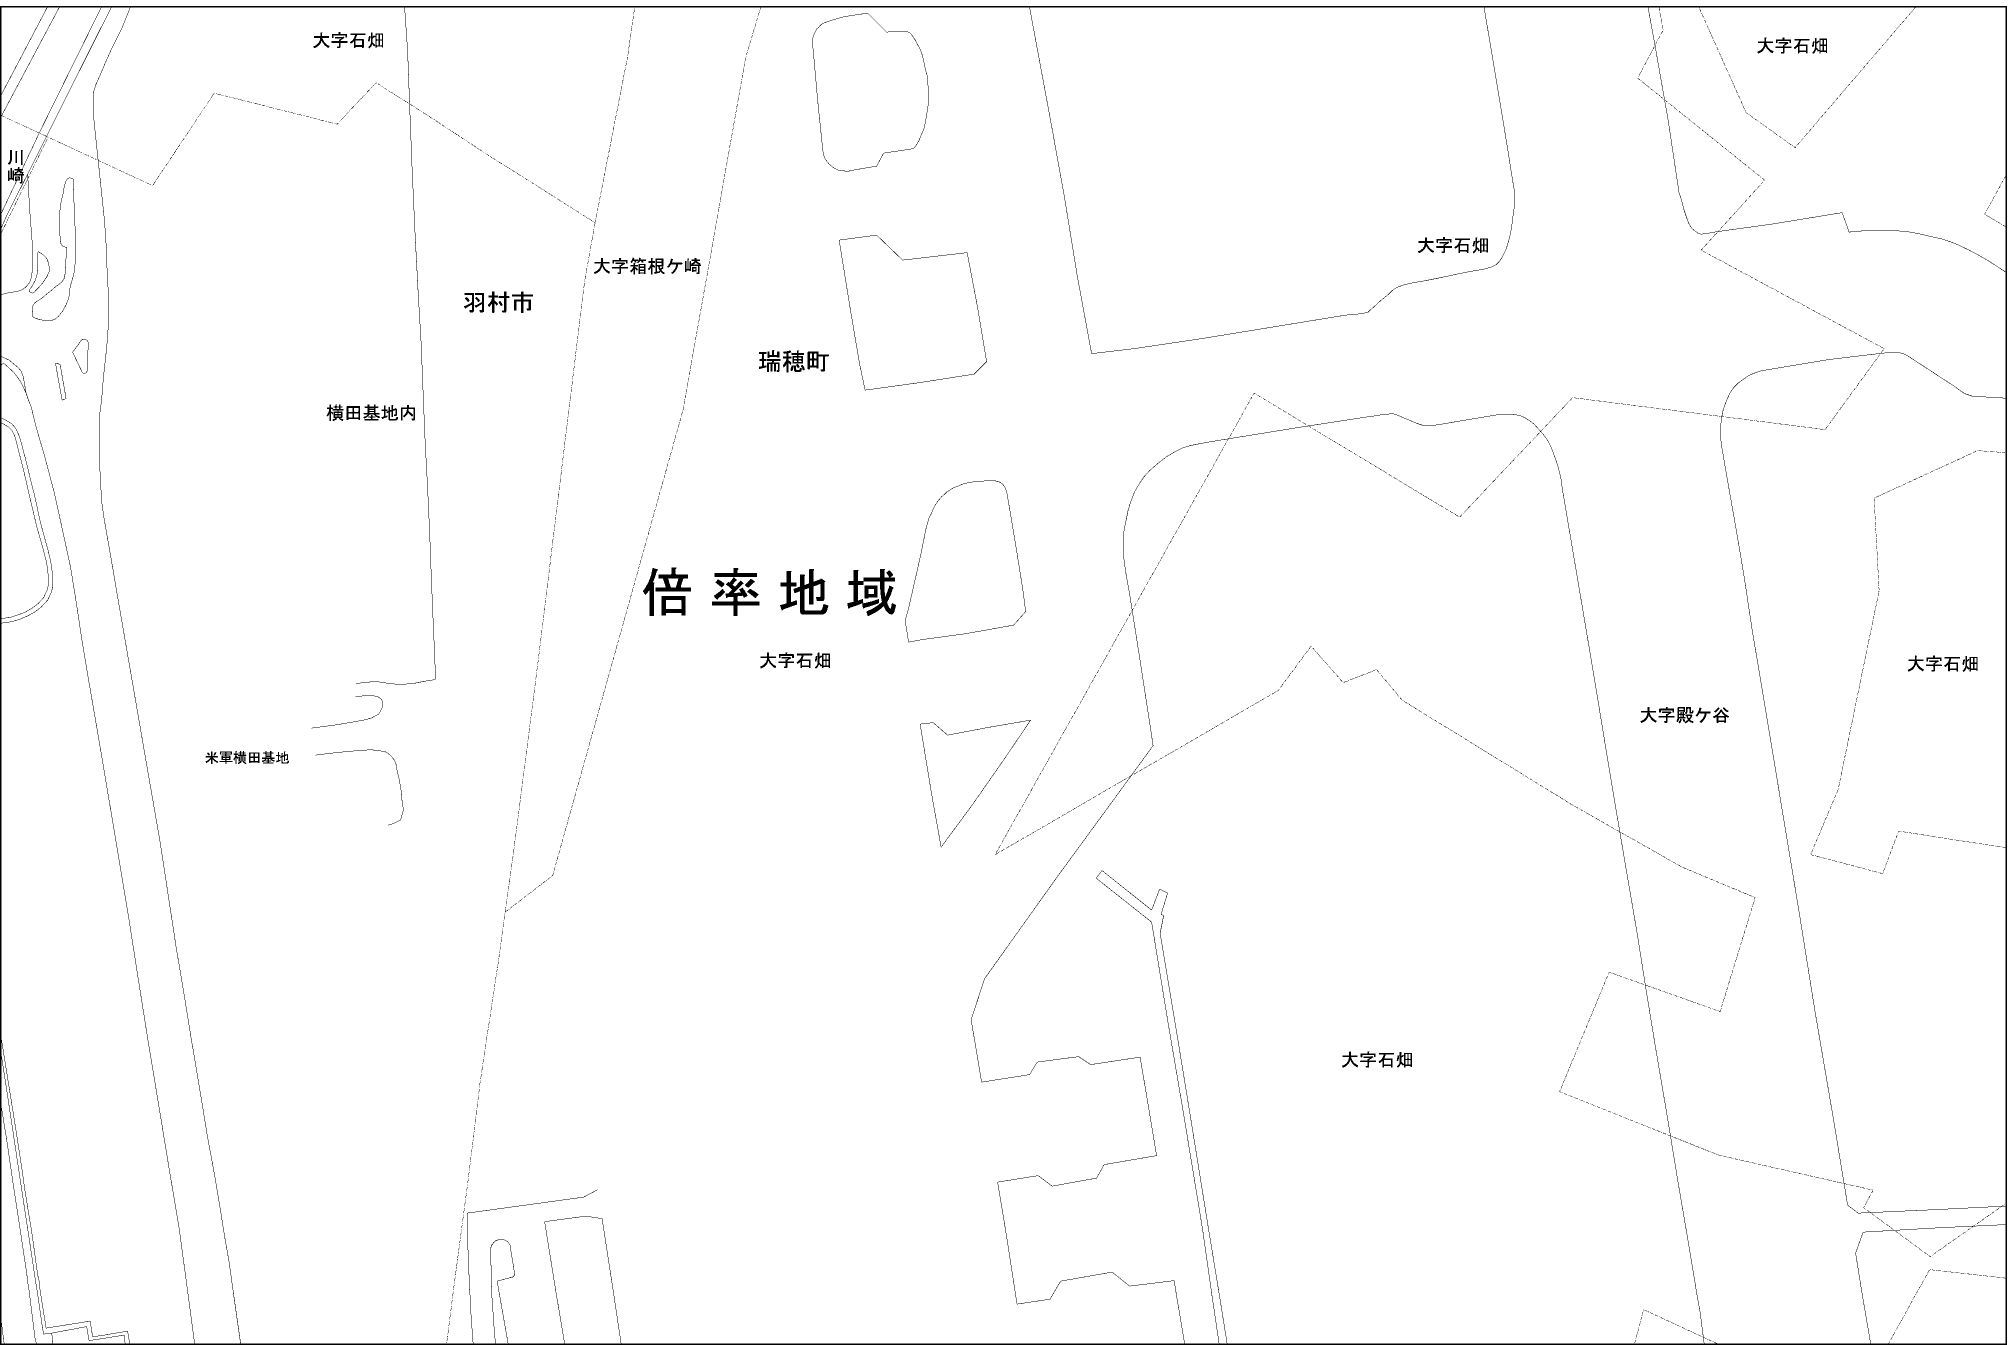 大字石畑
大字石畑
川崎
大字石畑
大字箱根ケ崎
羽村市
瑞穂町
横田基地内
倍率地域
大字石畑
大字石畑
大字殿ケ谷
米軍横田基地
大字石畑